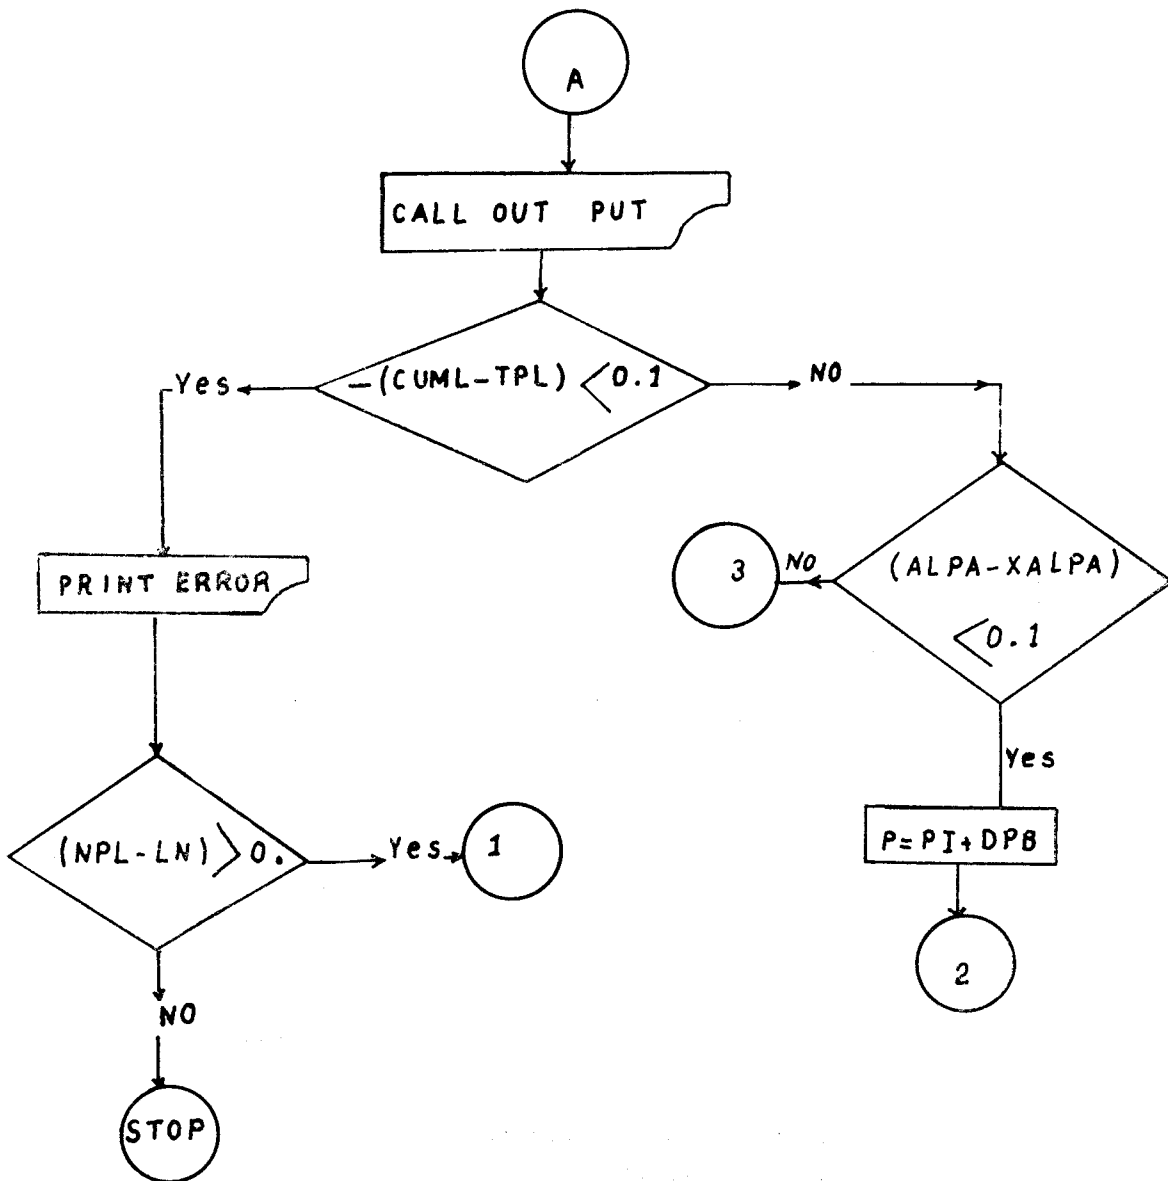 A
CALL OUT PUT
-(CUML-TPL) <0.1
Yes
NO
PRINT ERROR
3
NO
(ALPA-XALPA)
<0.1
Yes
(NPL-LN)>0.
Yes
1
P=PI+DPB
2
NO
STOP